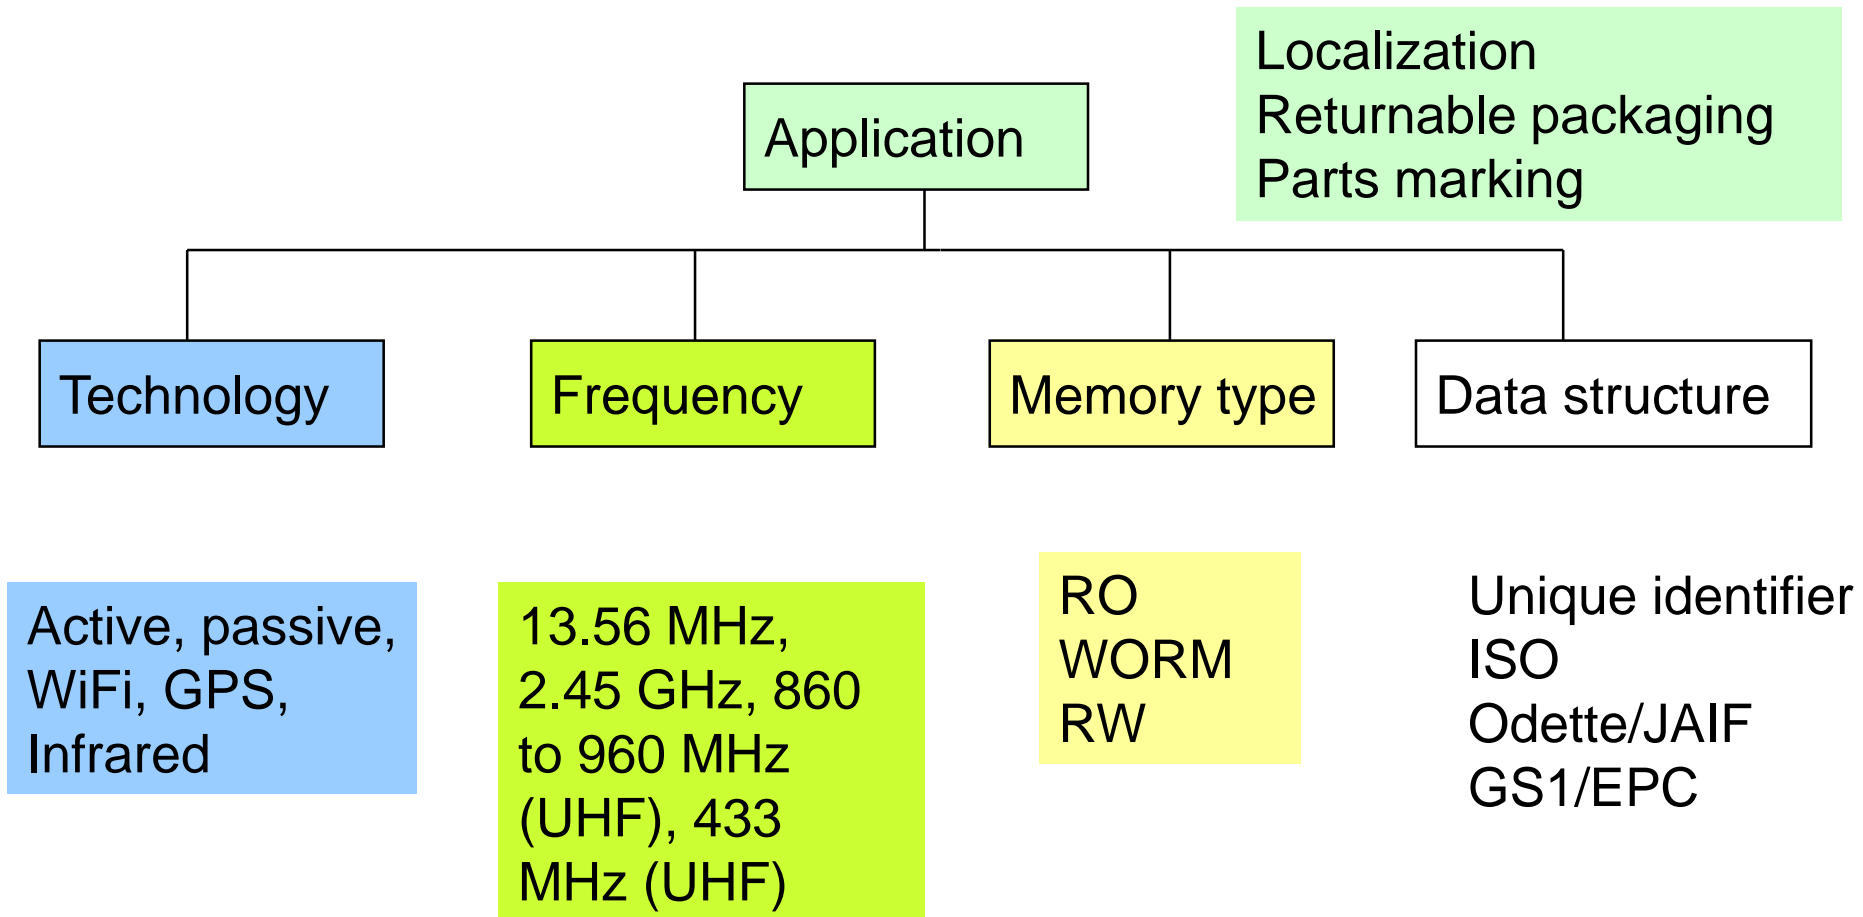 Application
Localization
Returnable packaging
Parts marking
Technology
Frequency
Memory type
Data structure
Active, passive,
WiFi, GPS,
Infrared
13.56 MHz,
2.45 GHz, 860
to 960 MHz
(UHF), 433
MHz (UHF)
RO
WORM
RW
Unique identifier
ISO
Odette/JAIF
GS1/EPC